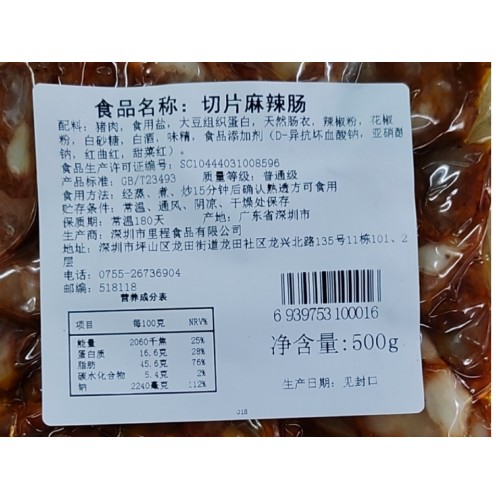 食品名称：切片麻辣肠
配料：猪肉，食用盐，大豆组织蛋白，天然肠衣，辣椒粉，花椒
粉，白砂糖，白酒，味精，食品添加剂（D-异抗坏血酸钠，亚硝酸
钠，红曲红，甜菜红）。
食品生产许可证编号：SC10444031008596
产品标准：GB/T23493 质量等级：普通级
食用方法：经蒸、煮、炒15分钟后确认熟透方可食用
贮存条件：常温、通风、阴凉、干燥处保存
保质期：常温180天 产地：广东省深圳市
生产商：深圳市里程食品有限公司
地址：深圳市坪山区龙田街道龙田社区龙兴北路135号11栋101、2
层
电话：0755-26736904
邮编：518118
营养成分表
项目 每100克 NRV%
能量 2060千焦 25%
蛋白质 16.6克 28%
脂肪 45.6克 76%
碳水化合物 5.4克 2%
钠 2240毫克 112%
6 939753 100016
净含量：500g
生产日期：见封口